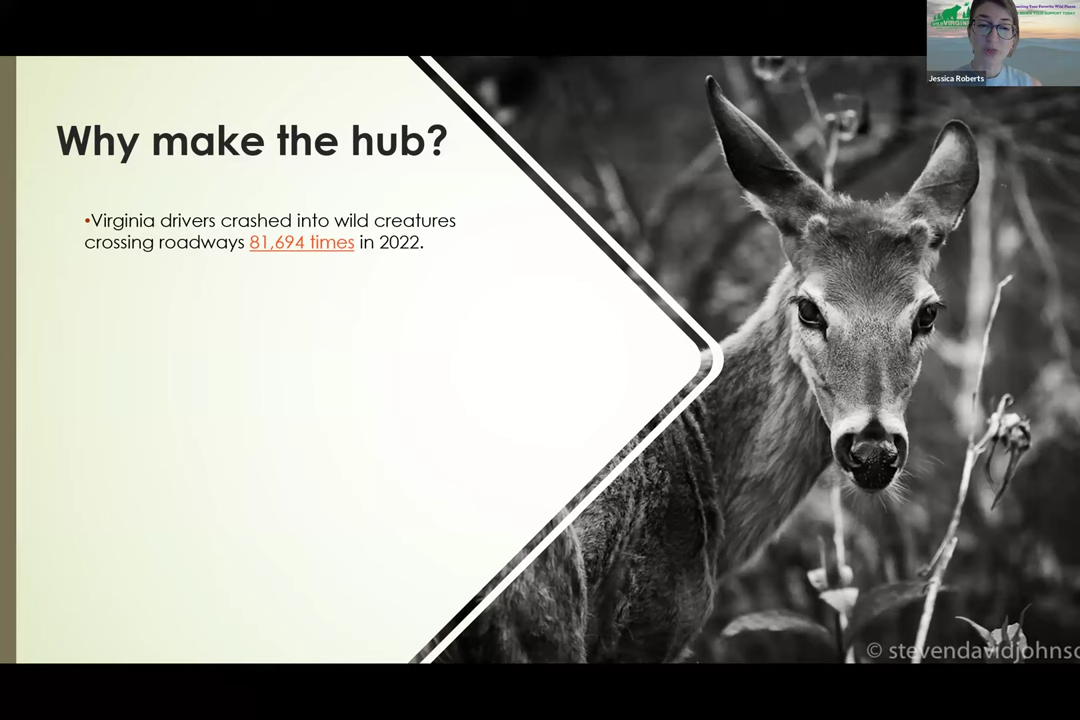 Why make the hub?
•Virginia drivers crashed into wild creatures
crossing roadways 81,694 times in 2022.
Jessica Roberts
© stevendavidjohnso